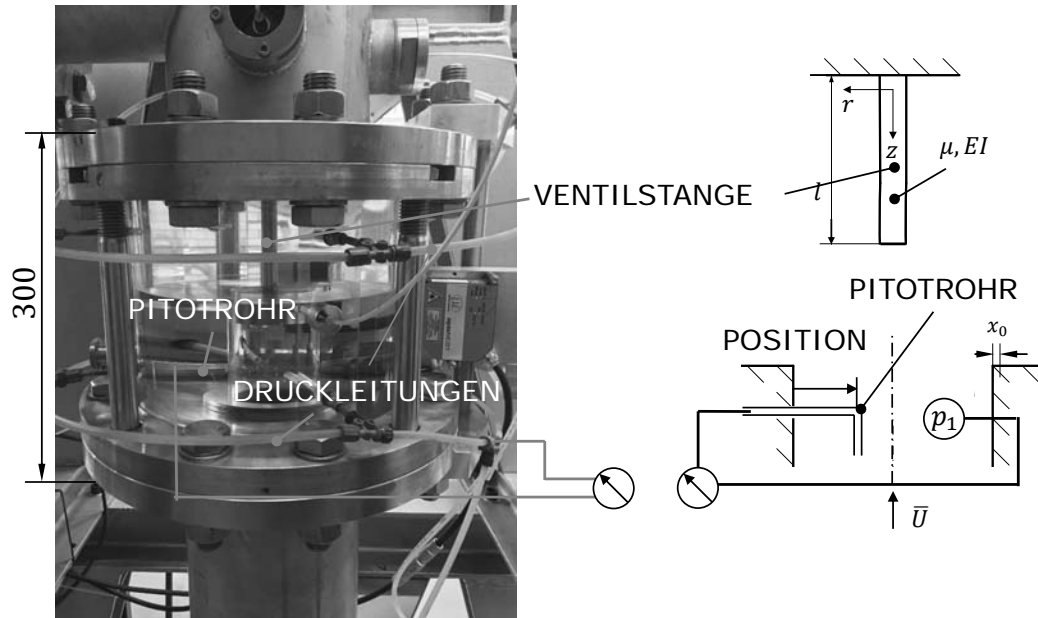 300
VENTILSTANGE
PITOTROHR
DRUCKLEITUNGEN
r
z
l
μ, EI
PITOTROHR
POSITION
x₀
p₁
U̅